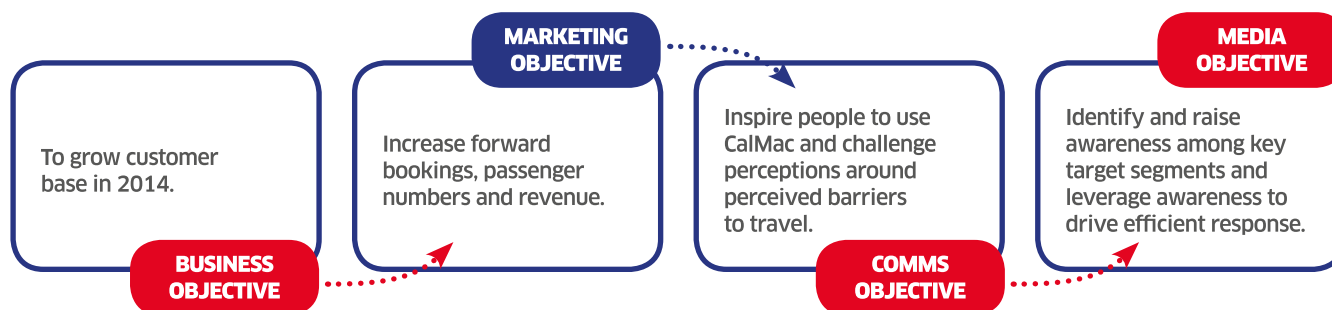 To grow customer
base in 2014.
BUSINESS
OBJECTIVE
MARKETING
OBJECTIVE
Increase forward
bookings, passenger
numbers and revenue.
Inspire people to use
CalMac and challenge
perceptions around
perceived barriers
to travel.
COMMS
OBJECTIVE
MEDIA
OBJECTIVE
Identify and raise
awareness among key
target segments and
leverage awareness to
drive efficient response.